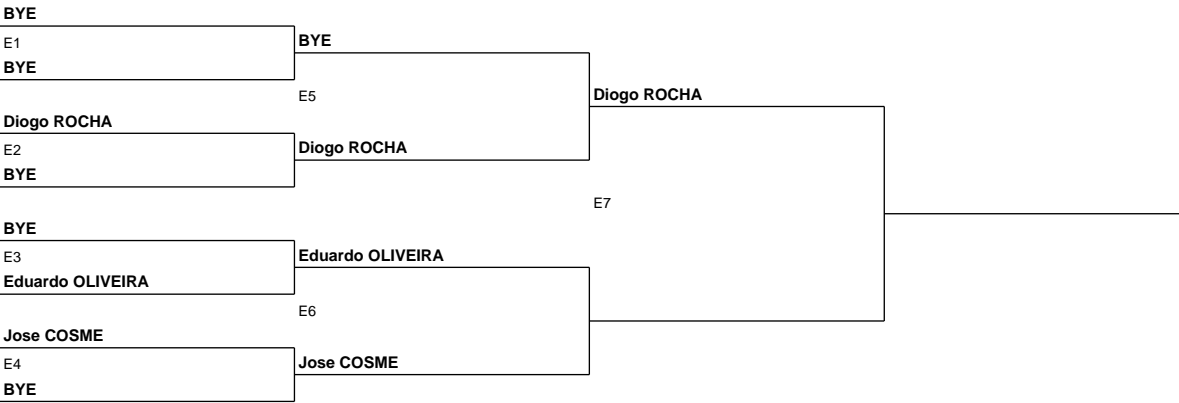 BYE
E1
BYE
BYE
E5
Diogo ROCHA
Diogo ROCHA
E2
Diogo ROCHA
BYE
E7
BYE
E3
Eduardo OLIVEIRA
Eduardo OLIVEIRA
E6
Jose COSME
E4
Jose COSME
BYE